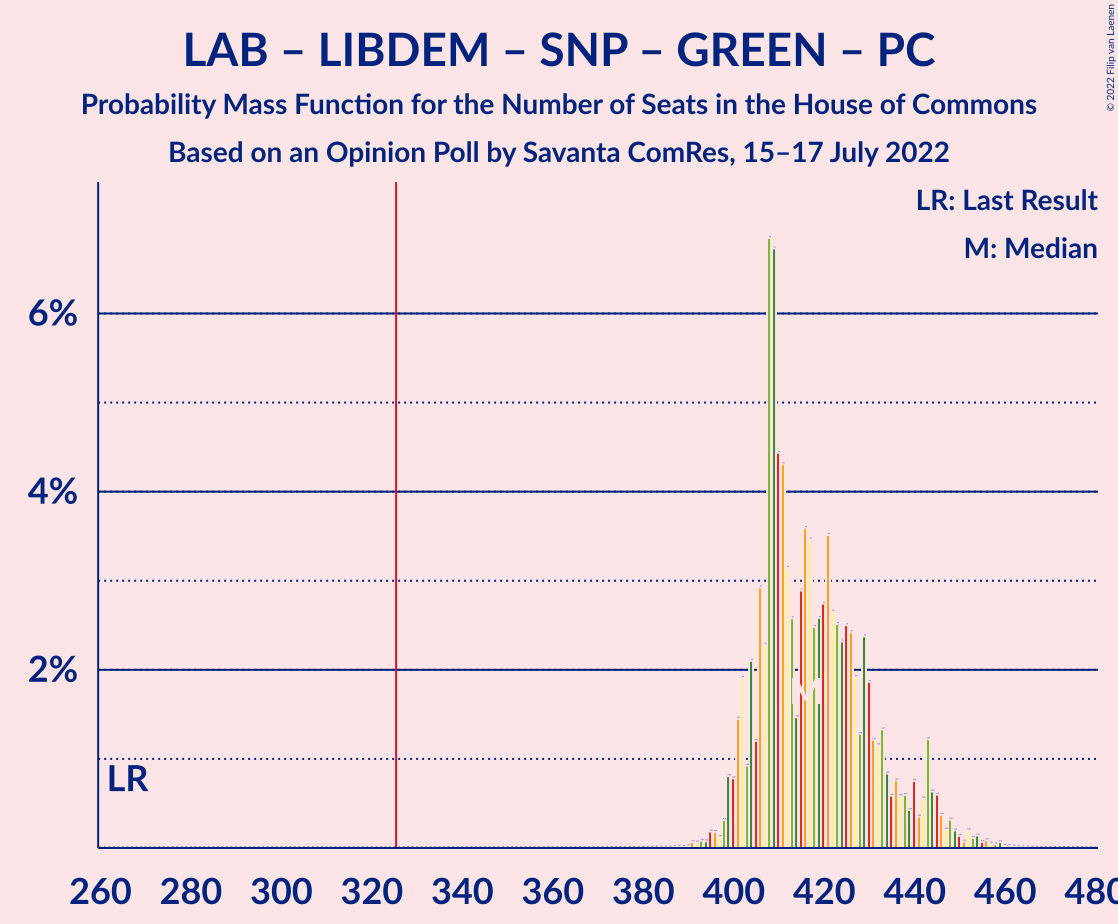 LAB – LIBDEM – SNP – GREEN – PC
Probability Mass Function for the Number of Seats in the House of Commons
Based on an Opinion Poll by Savanta ComRes, 15–17 July 2022
© 2022 Filip van Laenen
LR: Last Result
M: Median
6%
4%
2%
LR
M
260 280 300 320 340 360 380 400 420 440 460 480